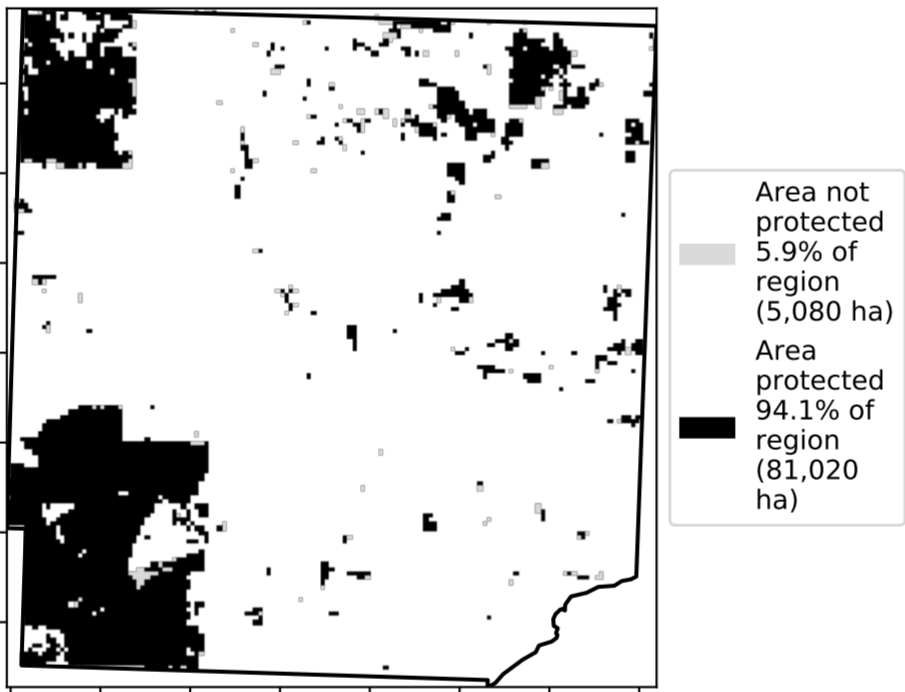 Area not
protected
5.9% of
region
(5,080 ha)
Area
protected
94.1% of
region
(81,020
ha)